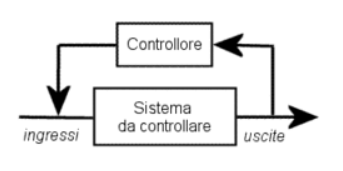 Controllore
Sistema
da controllare
ingressi
uscite